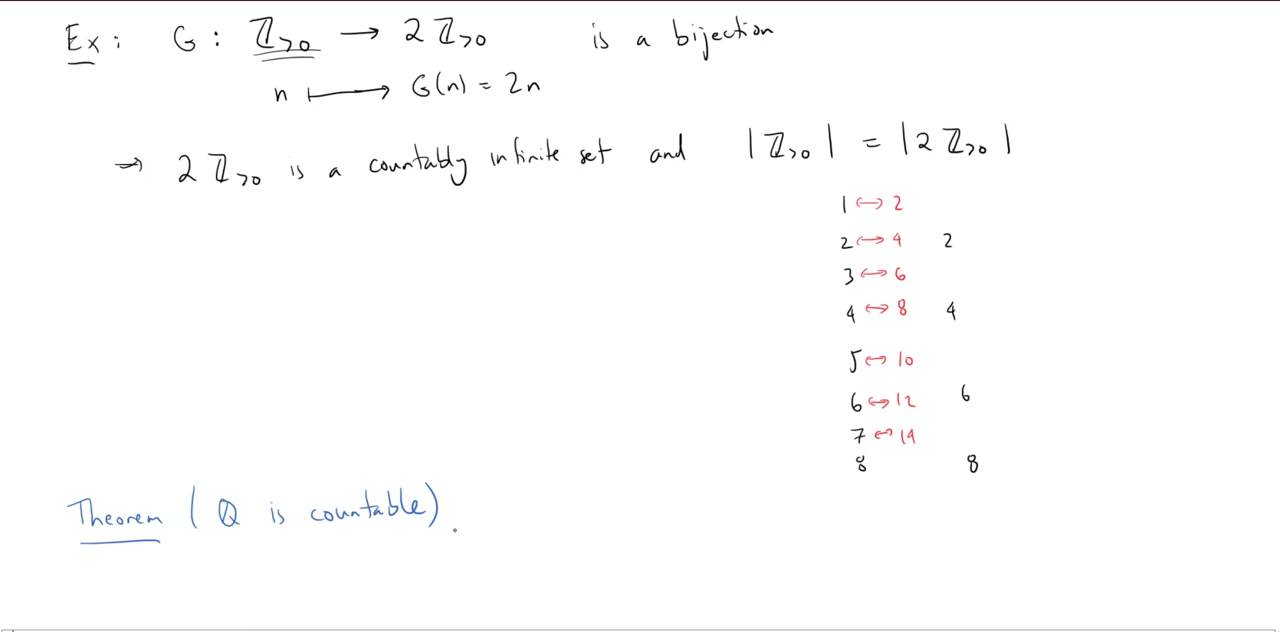 Ex: G: ℤ>0 → 2ℤ>0 is a bijection
n ⟼ G(n) = 2n
⇒ 2ℤ>0 is a countably infinite set and |ℤ>0| = |2ℤ>0|
1 ↔ 2
2 ↔ 4 2
3 ↔ 6
4 ↔ 8 4
5 ↔ 10
6 ↔ 12 6
7 ↔ 14
8 8
Theorem (ℚ is countable).